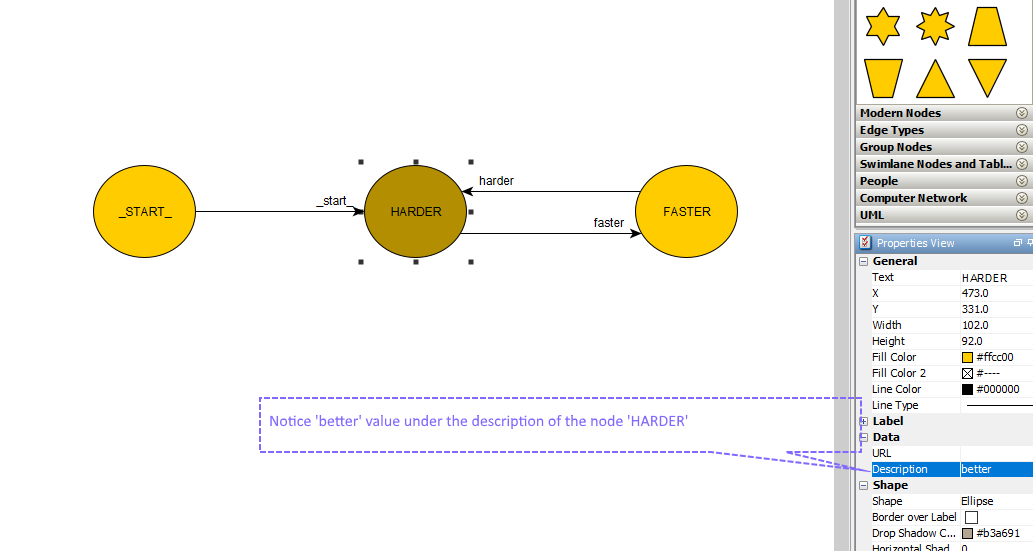 _START_
_start_
HARDER
harder
faster
FASTER
Notice 'better' value under the description of the node 'HARDER'
Modern Nodes
Edge Types
Group Nodes
Swimlane Nodes and Tabl...
People
Computer Network
UML
Properties View
General
Text HARDER
X 473.0
Y 331.0
Width 102.0
Height 92.0
Fill Color #ffcc00
Fill Color 2 #----
Line Color #000000
Line Type
Label
Data
URL
Description better
Shape
Shape Ellipse
Border over Label
Drop Shadow C... #b3a691
Horizontal Shad... 0